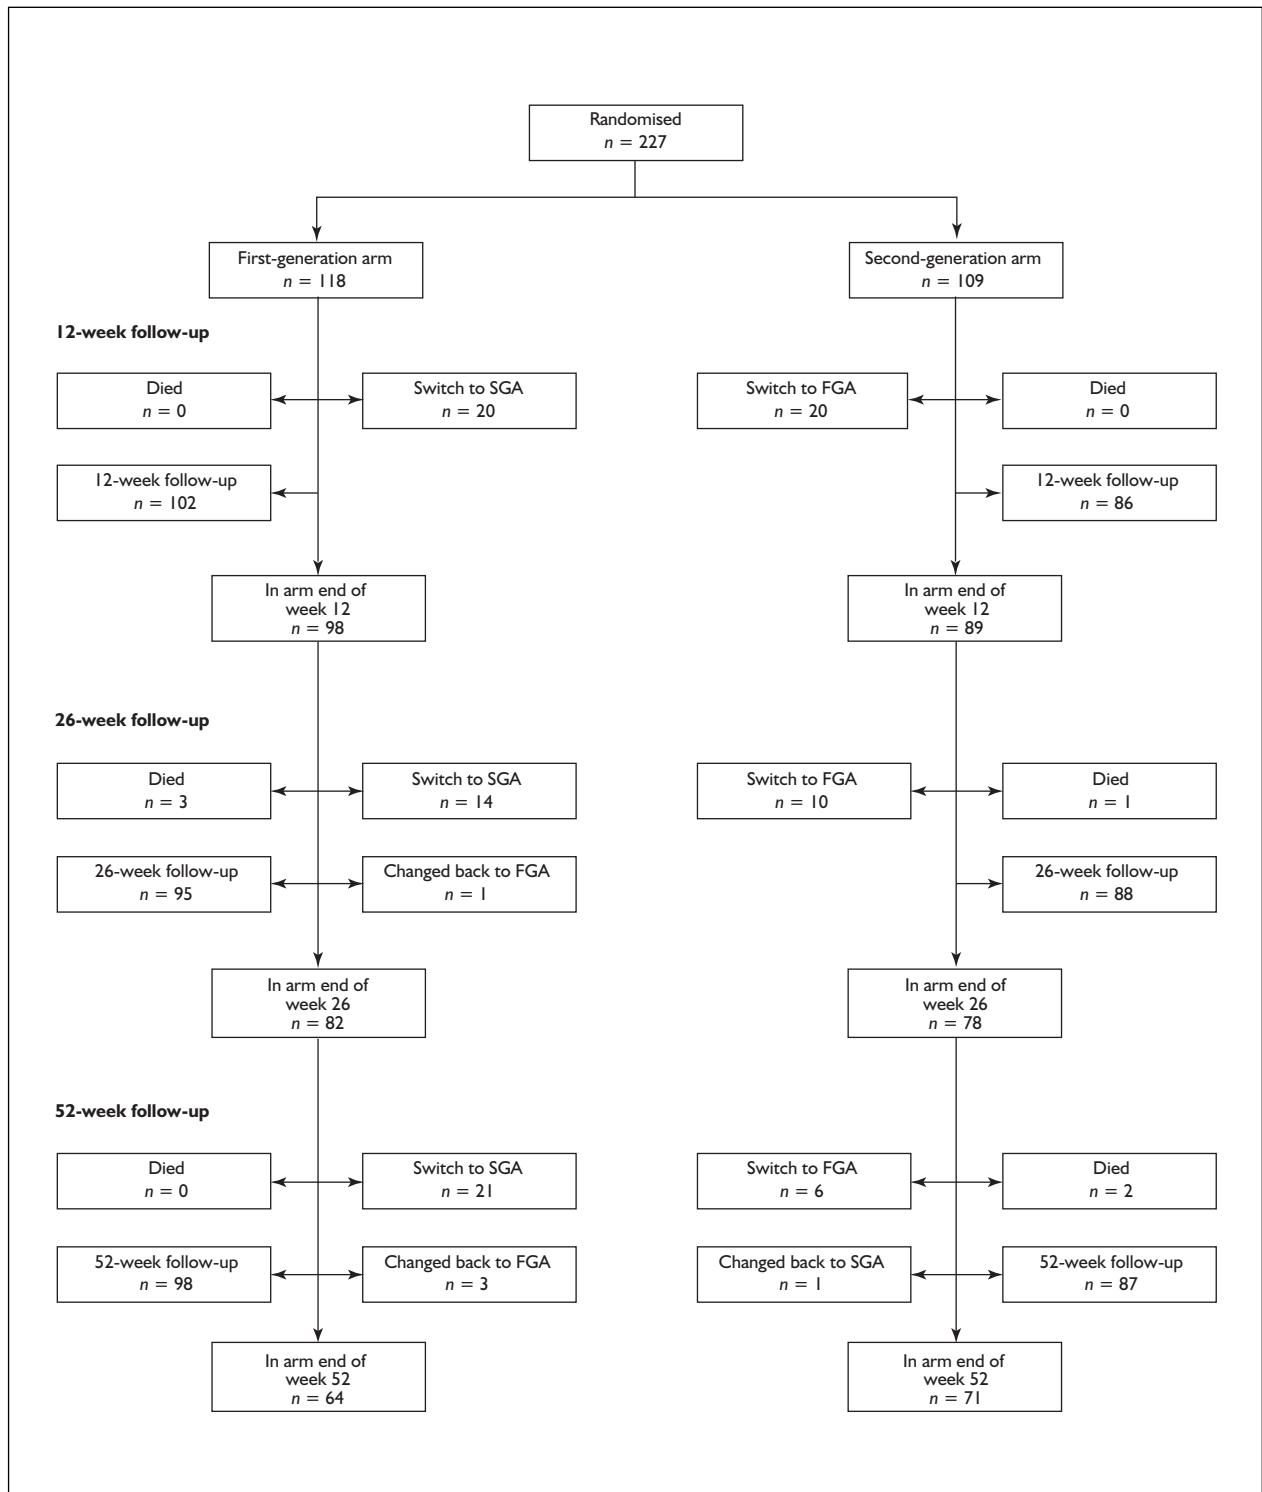 Randomised
n = 227
First-generation arm
n = 118
Second-generation arm
n = 109
12-week follow-up
Died
n = 0
Switch to SGA
n = 20
Switch to FGA
n = 20
Died
n = 0
12-week follow-up
n = 102
12-week follow-up
n = 86
In arm end of
week 12
n = 98
In arm end of
week 12
n = 89
26-week follow-up
Died
n = 3
Switch to SGA
n = 14
Switch to FGA
n = 10
Died
n = 1
26-week follow-up
n = 95
Changed back to FGA
n = 1
26-week follow-up
n = 88
In arm end of
week 26
n = 82
In arm end of
week 26
n = 78
52-week follow-up
Died
n = 0
Switch to SGA
n = 21
Switch to FGA
n = 6
Died
n = 2
52-week follow-up
n = 98
Changed back to FGA
n = 3
Changed back to SGA
n = 1
52-week follow-up
n = 87
In arm end of
week 52
n = 64
In arm end of
week 52
n = 71